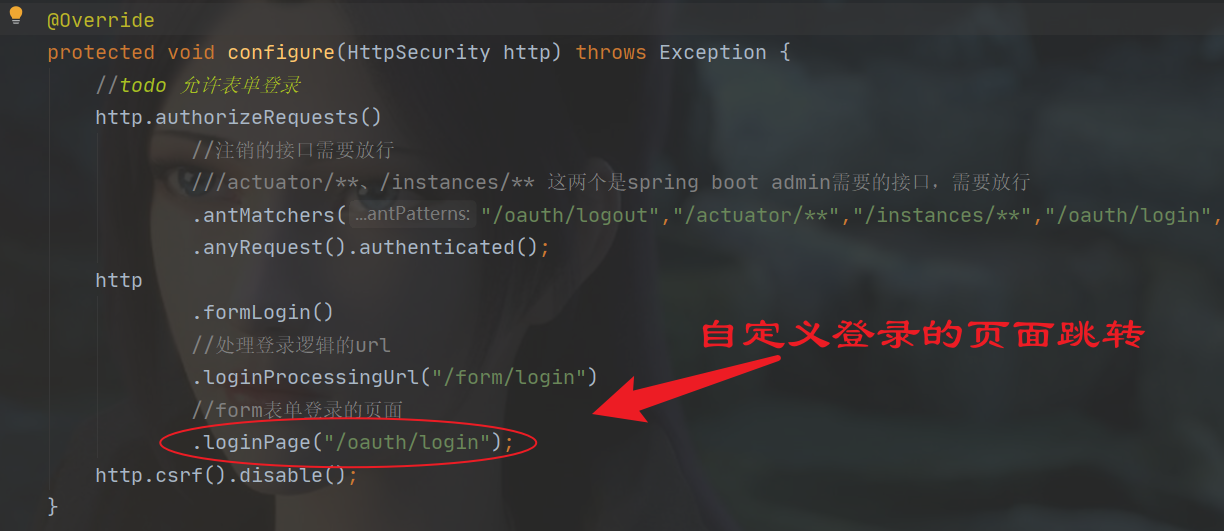 @Override
protected void configure(HttpSecurity http) throws Exception {
//todo 允许表单登录
http.authorizeRequests()
//注销的接口需要放行
///actuator/**、/instances/** 这两个是spring boot admin需要的接口，需要放行
.antMatchers( ...antPatterns: "/oauth/logout","/actuator/**","/instances/**","/oauth/login",
.anyRequest().authenticated();
http
.formLogin()
自定义登录的页面跳转
//处理登录逻辑的url
.loginProcessingUrl("/form/login")
//form表单登录的页面
.loginPage("/oauth/login");
http.csrf().disable();
}